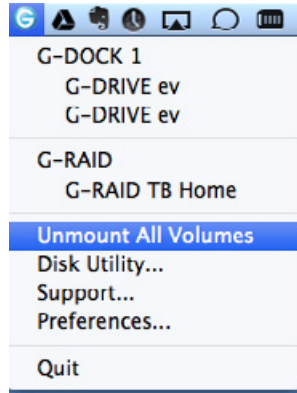 G
G-DOCK 1
G-DRIVE ev
G-DRIVE ev
G-RAID
G-RAID TB Home
Unmount All Volumes
Disk Utility...
Support...
Preferences...
Quit